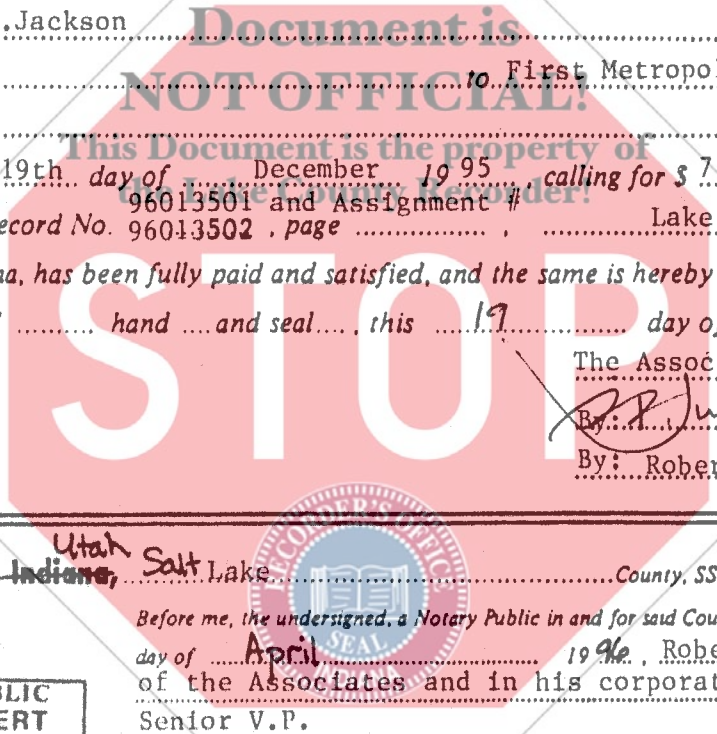 .Jackson
Document is
NOT OFFICIAL!
to First Metropol
This Document is the property of
the Lake County Recorder!
19th day of December 19 95, calling for $ 7
96013501 and Assignment #
ecord No. 96013502 , page , Lake
na, has been fully paid and satisfied, and the same is hereby
hand and seal , this 19 day o
STOP
The Assoc
By:
By: Rober
Utah
Indiana, Salt Lake County, SS
RECORDER'S OFFICE
SEAL
Before me, the undersigned, a Notary Public in and for said Cou
day of April 1996, Robe
of the Associates and in his corporat
Senior V.P.
BLIC
ERT